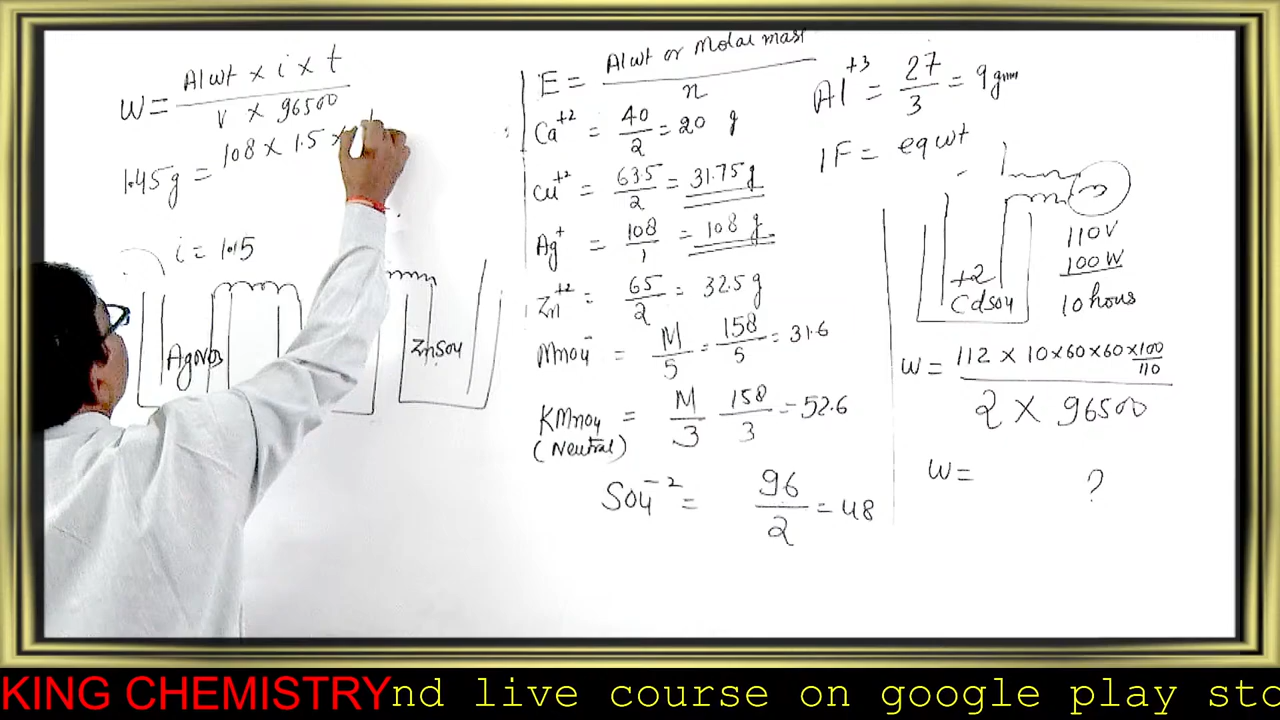 W = At wt × i × t / V × 96500
1.45g = 108 × 1.5 × t
i = 1.15
AgNO3
ZnSO4
E = At wt or Molar mass / n
Ca+2 = 40/2 = 20 g
Cu+2 = 63.5/2 = 31.75 g
Ag+ = 108/1 = 108 g
Zn+2 = 65/2 = 32.5 g
MnO4- = M/5 = 158/5 = 31.6
KMnO4 = M/3 158/3 = 52.6
(Neutral)
SO4-2 = 96/2 = 48
Al+3 = 27/3 = 9 gm
1F = eq wt
110V
100W
10 hours
+2
CdSO4
W = 112 × 10×60×60×100/110 / 2 × 96500
W = ?
KING CHEMISTRY nd live course on google play sto